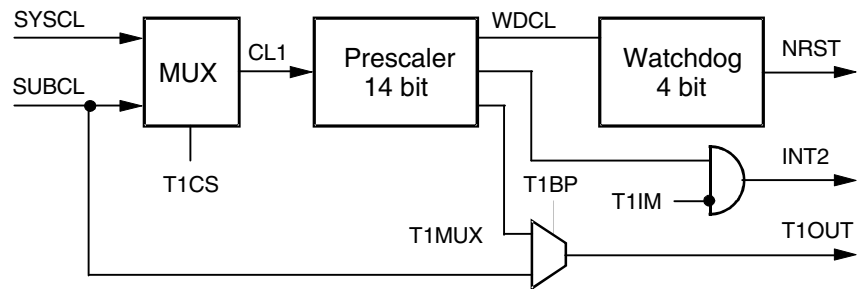 SYSCL
SUBCL
MUX
T1CS
CL1
Prescaler
14 bit
WDCL
Watchdog
4 bit
NRST
INT2
T1IM
T1BP
T1MUX
T1OUT